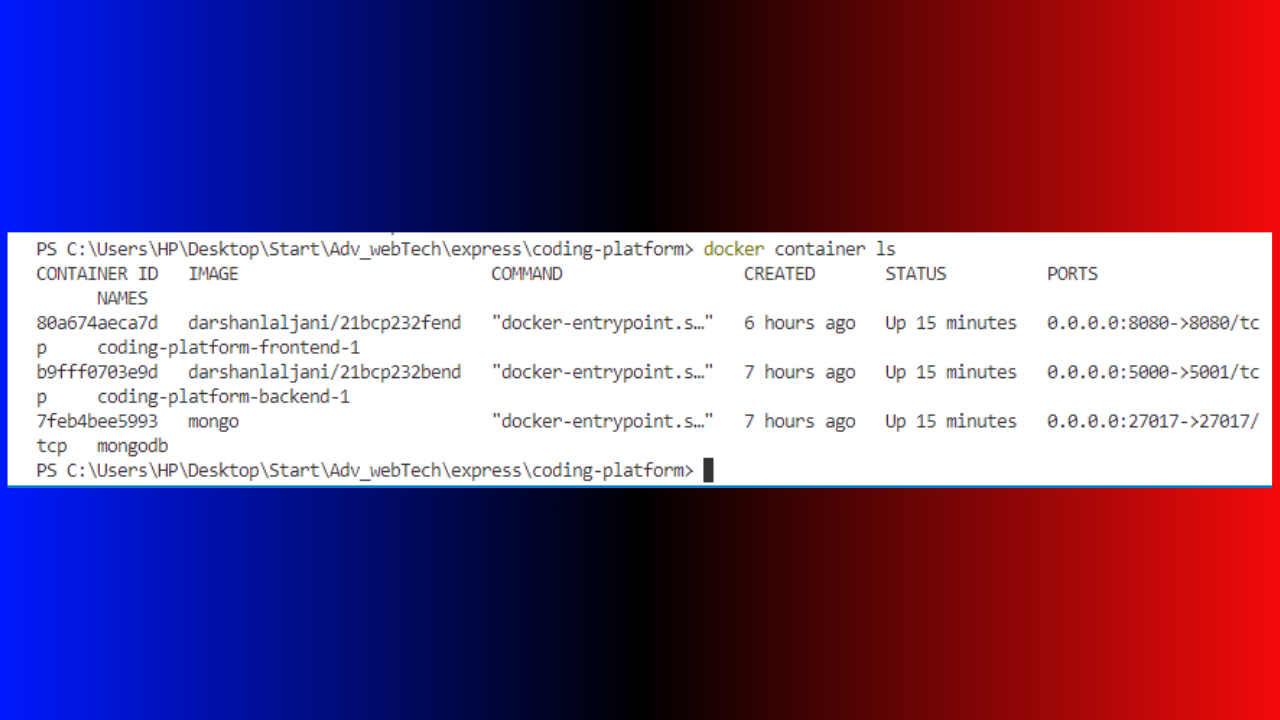 PS C:\Users\HP\Desktop\Start\Adv_webTech\express\coding-platform> docker container ls
CONTAINER ID   IMAGE                         COMMAND                  CREATED       STATUS          PORTS
      NAMES
80a674aeca7d   darshanlaljani/21bcp232fend   "docker-entrypoint.s…"   6 hours ago   Up 15 minutes   0.0.0.0:8080->8080/tc
p     coding-platform-frontend-1
b9fff0703e9d   darshanlaljani/21bcp232bend   "docker-entrypoint.s…"   7 hours ago   Up 15 minutes   0.0.0.0:5000->5001/tc
p     coding-platform-backend-1
7feb4bee5993   mongo                         "docker-entrypoint.s…"   7 hours ago   Up 15 minutes   0.0.0.0:27017->27017/
tcp   mongodb
PS C:\Users\HP\Desktop\Start\Adv_webTech\express\coding-platform>